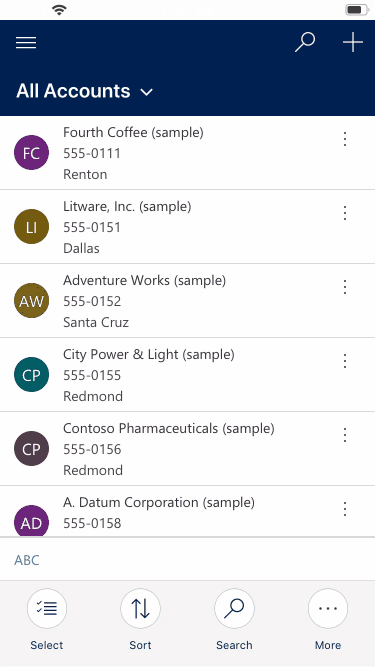 All Accounts
FC
Fourth Coffee (sample)
555-0111
Renton
LI
Litware, Inc. (sample)
555-0151
Dallas
AW
Adventure Works (sample)
555-0152
Santa Cruz
CP
City Power & Light (sample)
555-0155
Redmond
CP
Contoso Pharmaceuticals (sample)
555-0156
Redmond
AD
A. Datum Corporation (sample)
555-0158
ABC
Select
Sort
Search
More